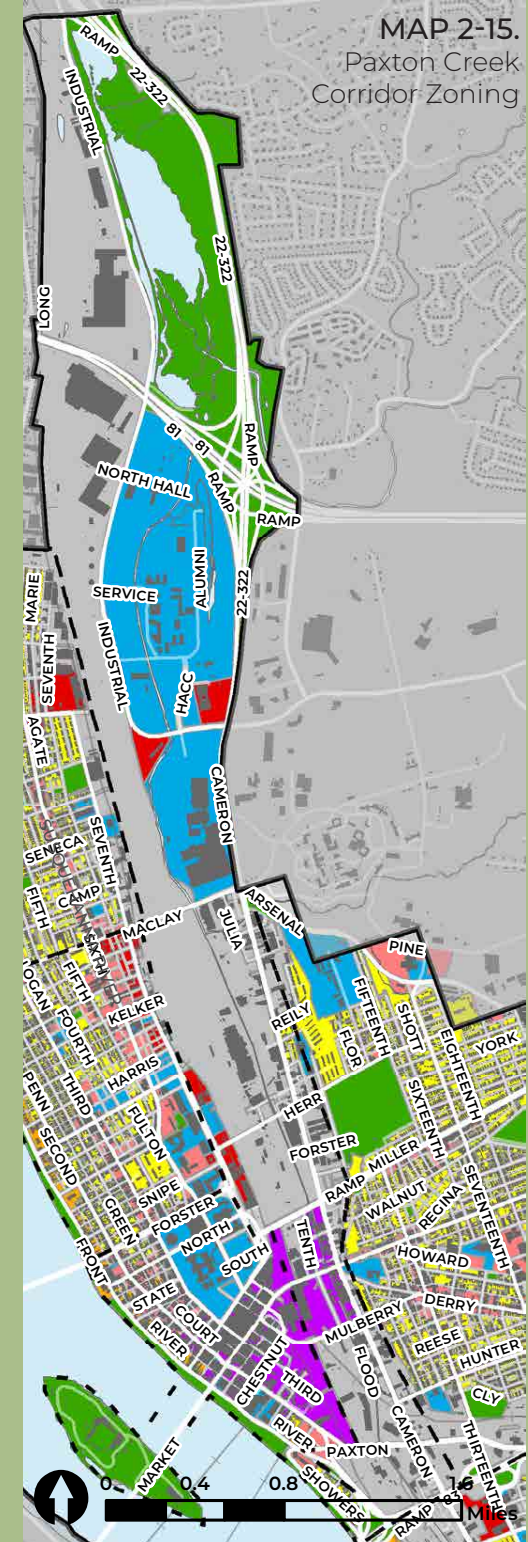 MAP 2-15.
Paxton Creek
Corridor Zoning
RAMP
22-322
INDUSTRIAL
22-322
LONG
81
81
RAMP
NORTH HALL
RAMP
RAMP
ALUMNI
SERVICE
22-322
MARIE
SEVENTH
INDUSTRIAL
HACC
AGATE
CAMERON
SEVENTH
SENECA
CAMP
FIFTH
MACLAY
JULIA
ARSENAL
PINE
SIXTH
FIFTH
KELKER
REILY
FIFTEENTH
SHOTT
FLOR
EIGHTEENTH
YORK
FOURTH
HARRIS
THIRD
PENN
SECOND
FULTON
HERR
SIXTEENTH
FORSTER
MILLER
RAMP
SEVENTEENTH
SNIPE
GREEN
FORSTER
NORTH
SOUTH
WALNUT
REGINA
TENTH
HOWARD
FRONT
STATE
COURT
RIVER
MULBERRY
DERRY
REESE
HUNTER
CHESTNUT
THIRD
FLOOD
CLY
RIVER
PAXTON
CAMERON
THIRTEENTH
MARKET
SHOWERS
RAMP
83
0 0.4 0.8 1.6
Miles